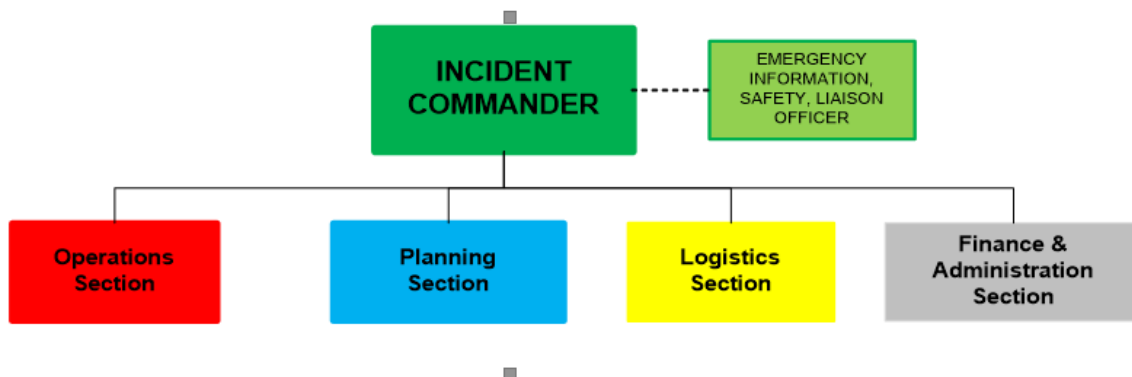 INCIDENT
COMMANDER
EMERGENCY
INFORMATION,
SAFETY, LIAISON
OFFICER
Operations
Section
Planning
Section
Logistics
Section
Finance &
Administration
Section